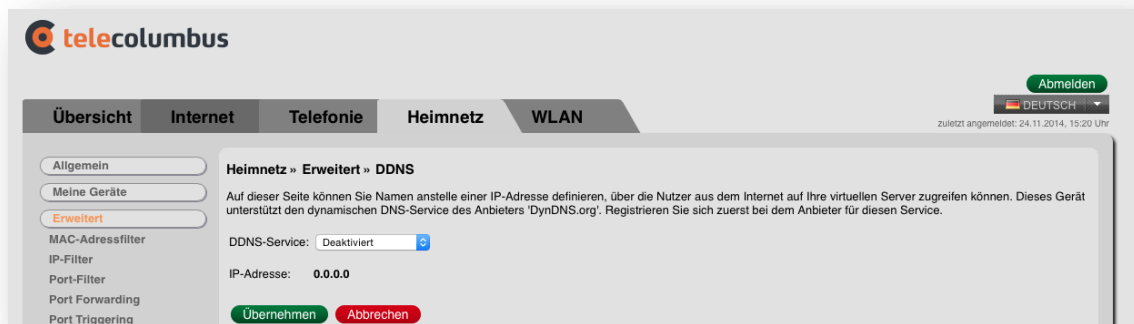 telecolumbus
Abmelden
DEUTSCH
zuletzt angemeldet: 24.11.2014, 15:20 Uhr
Übersicht Internet Telefonie Heimnetz WLAN
Allgemein
Meine Geräte
Erweitert
MAC-Adressfilter
IP-Filter
Port-Filter
Port Forwarding
Port Triggering
Heimnetz » Erweitert » DDNS
Auf dieser Seite können Sie Namen anstelle einer IP-Adresse definieren, über die Nutzer aus dem Internet auf Ihre virtuellen Server zugreifen können. Dieses Gerät
unterstützt den dynamischen DNS-Service des Anbieters 'DynDNS.org'. Registrieren Sie sich zuerst bei dem Anbieter für diesen Service.
DDNS-Service: Deaktiviert
IP-Adresse: 0.0.0.0
Übernehmen Abbrechen